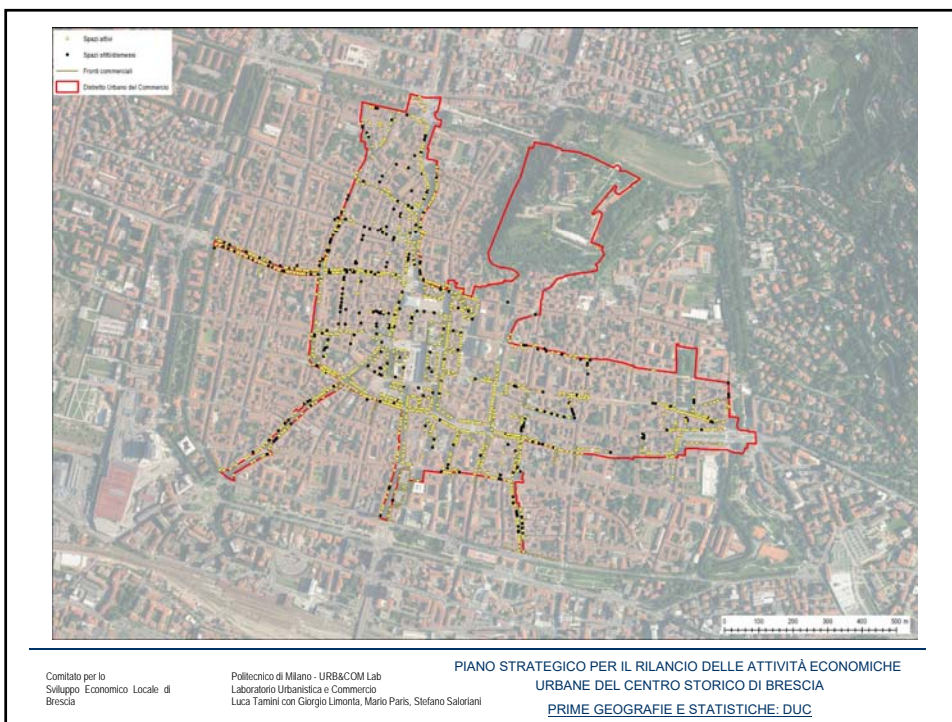 Spazi attivi
Spazi sfitti/dismessi
Fronti commerciali
Distretto Urbano del Commercio
0 100 200 300 400 500 m
Comitato per lo
Sviluppo Economico Locale di
Brescia
Politecnico di Milano - URB&COM Lab
Laboratorio Urbanistica e Commercio
Luca Tamini con Giorgio Limonta, Mario Paris, Stefano Saloriani
PIANO STRATEGICO PER IL RILANCIO DELLE ATTIVITÀ ECONOMICHE
URBANE DEL CENTRO STORICO DI BRESCIA
PRIME GEOGRAFIE E STATISTICHE: DUC